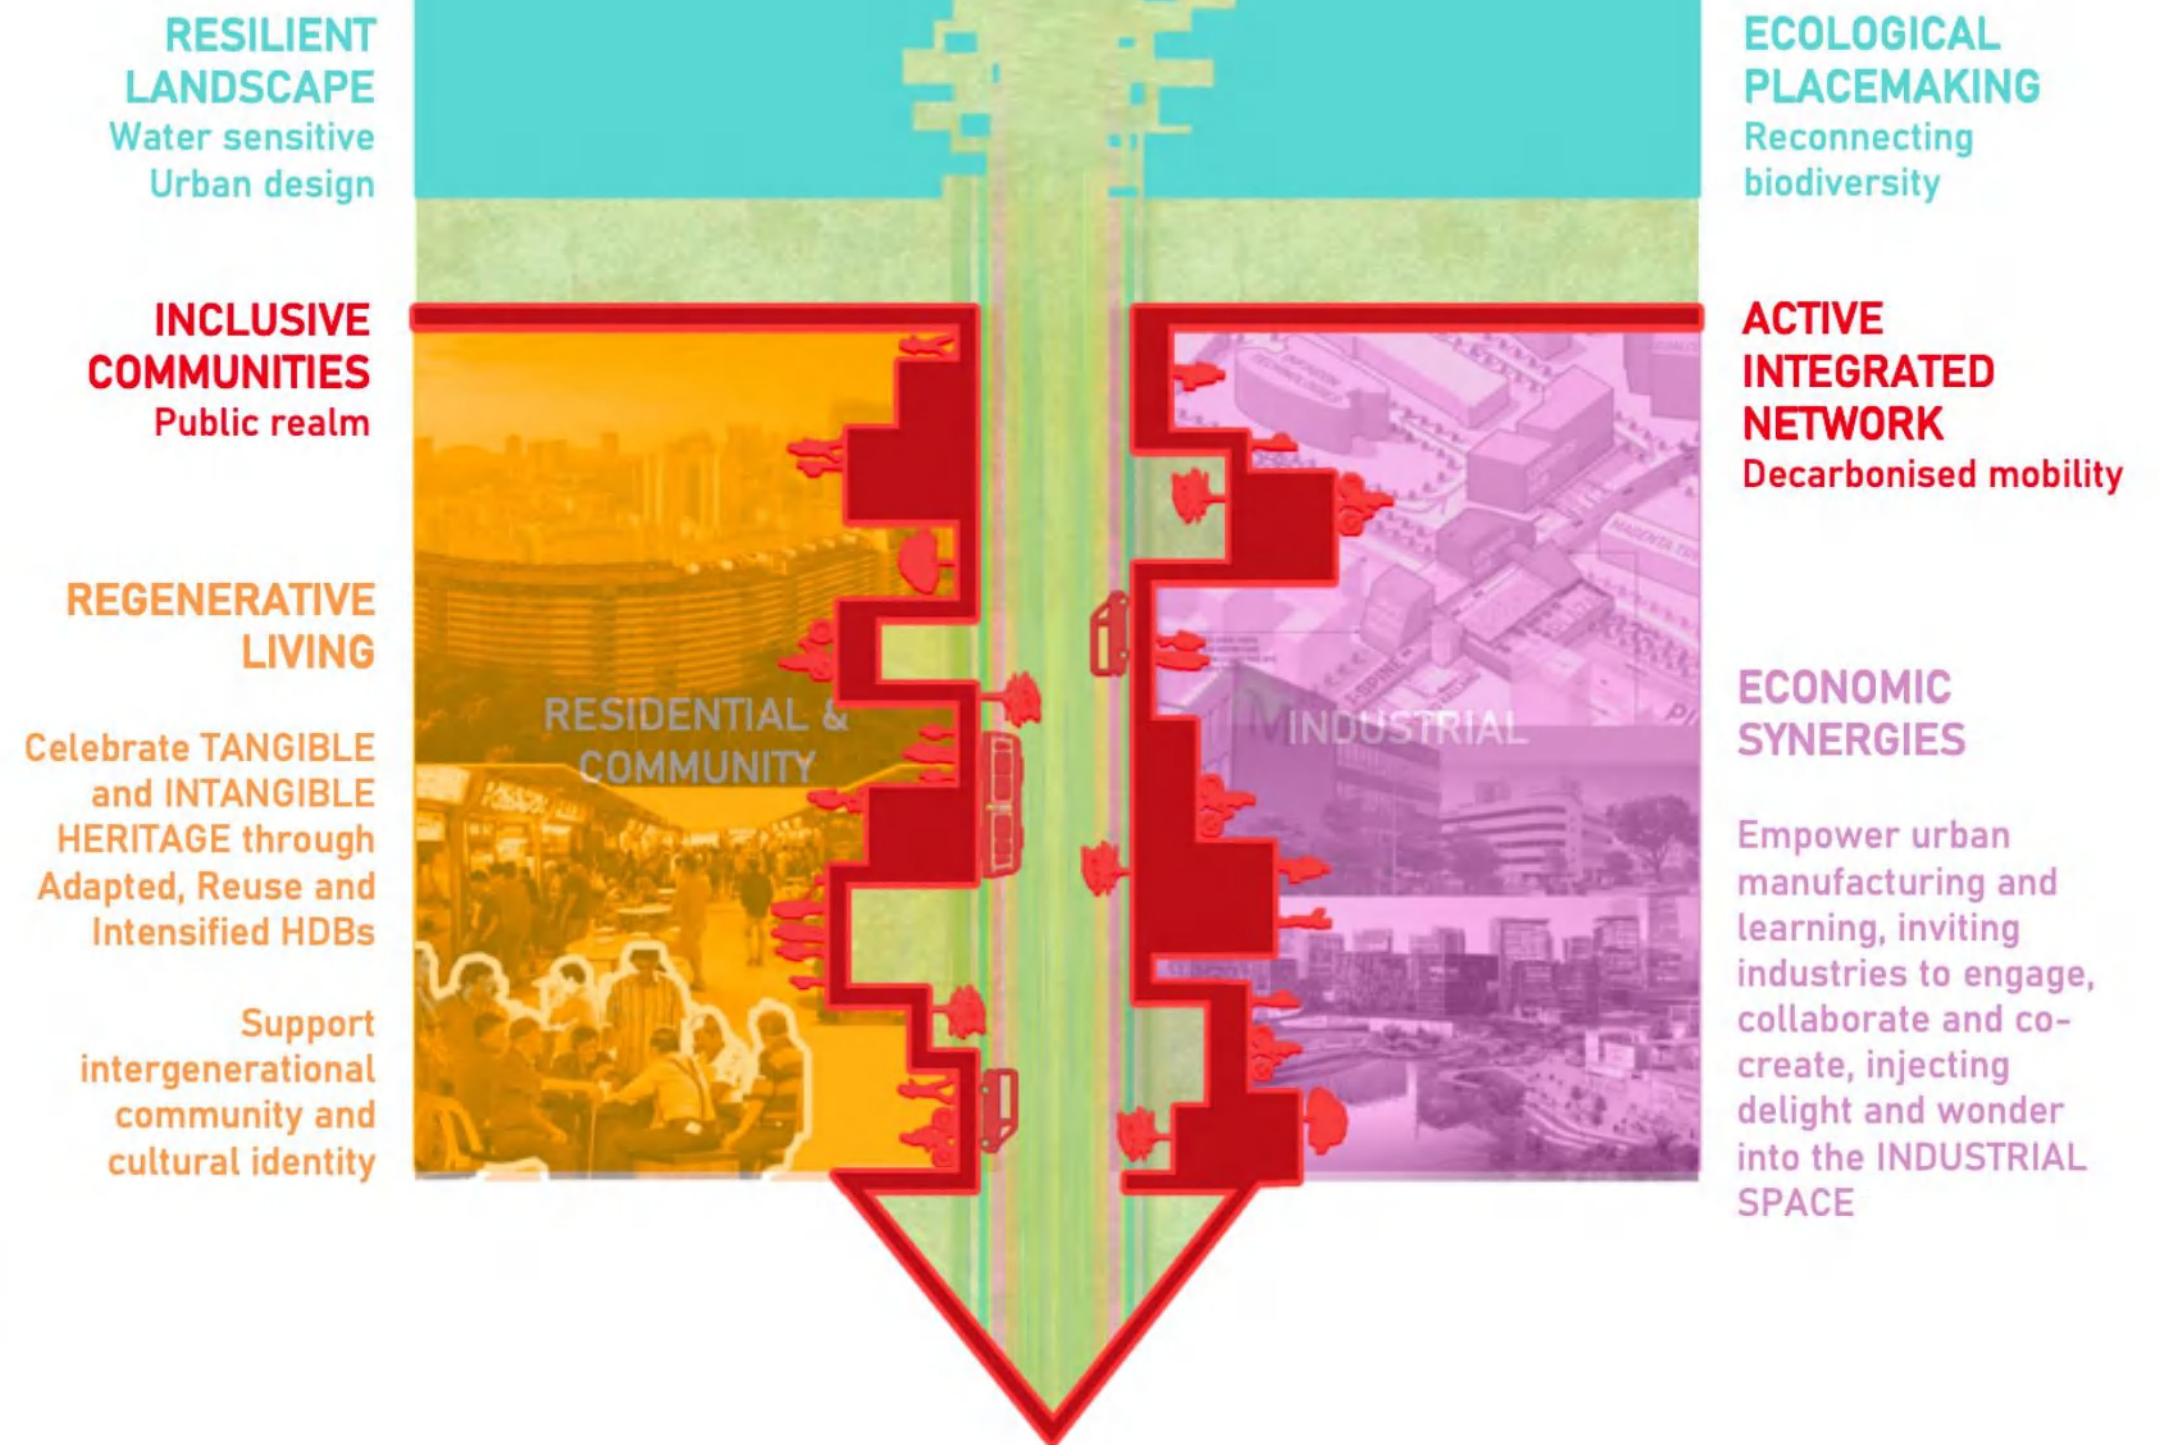 RESILIENT
LANDSCAPE
Water sensitive
Urban design
ECOLOGICAL
PLACEMAKING
Reconnecting
biodiversity
INCLUSIVE
COMMUNITIES
Public realm
ACTIVE
INTEGRATED
NETWORK
Decarbonised mobility
REGENERATIVE
LIVING
Celebrate TANGIBLE
and INTANGIBLE
HERITAGE through
Adapted, Reuse and
Intensified HDBs
Support
intergenerational
community and
cultural identity
RESIDENTIAL &
COMMUNITY
INDUSTRIAL
ECONOMIC
SYNERGIES
Empower urban
manufacturing and
learning, inviting
industries to engage,
collaborate and co-
create, injecting
delight and wonder
into the INDUSTRIAL
SPACE